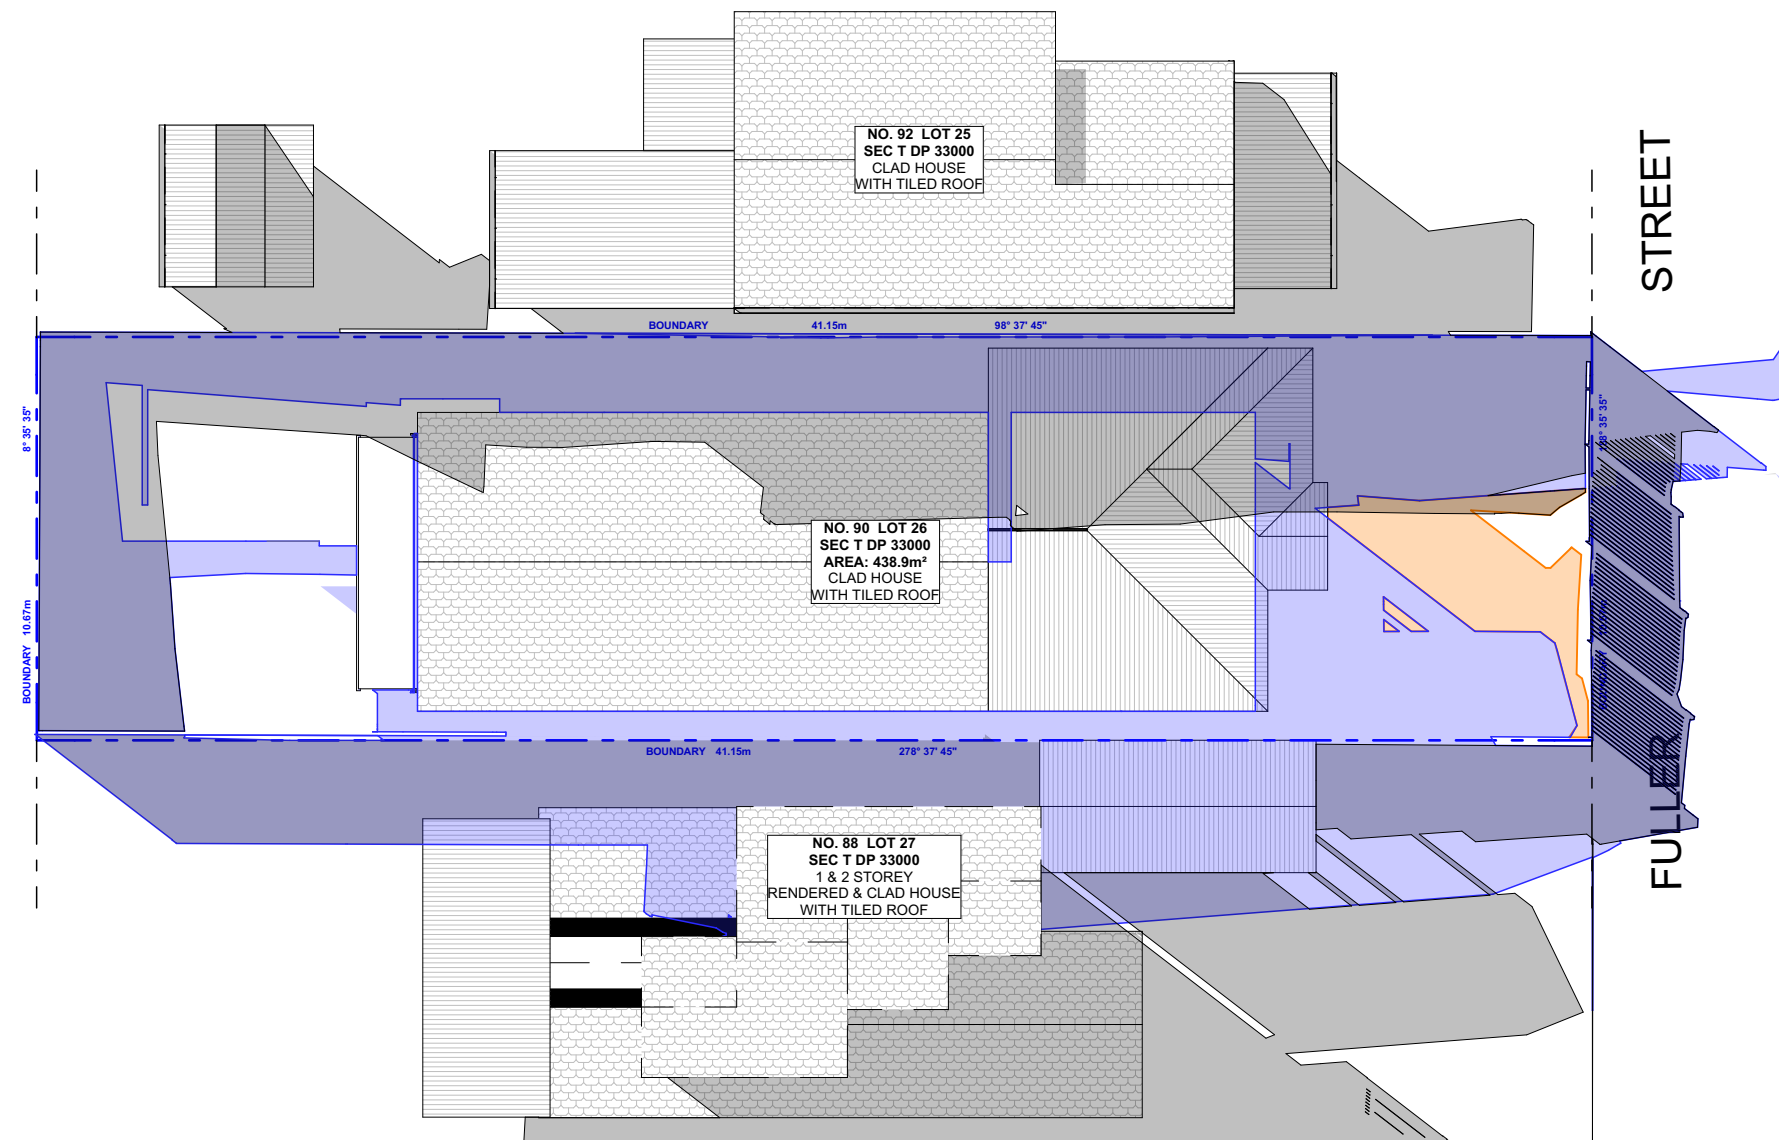 NO. 92 LOT 25
SEC T DP 33000
CLAD HOUSE
WITH TILED ROOF
STREET
BOUNDARY 41.15m 98° 37' 45"
8° 35' 35"
BOUNDARY 10.67m
NO. 90 LOT 26
SEC T DP 33000
AREA: 438.9m²
CLAD HOUSE
WITH TILED ROOF
BOUNDARY 41.15m 278° 37' 45"
FULLER
NO. 88 LOT 27
SEC T DP 33000
1 & 2 STOREY
RENDERED & CLAD HOUSE
WITH TILED ROOF